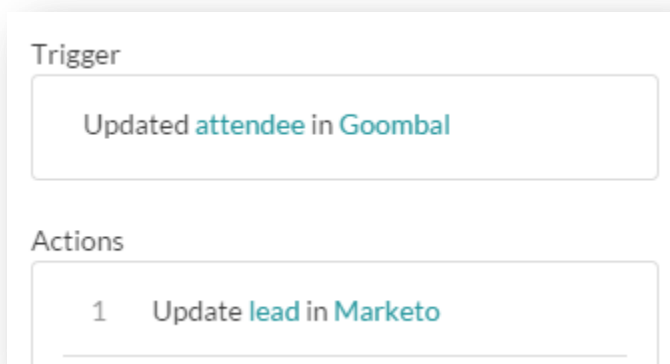 Trigger
Updated attendee in Goombal
Actions
1 Update lead in Marketo